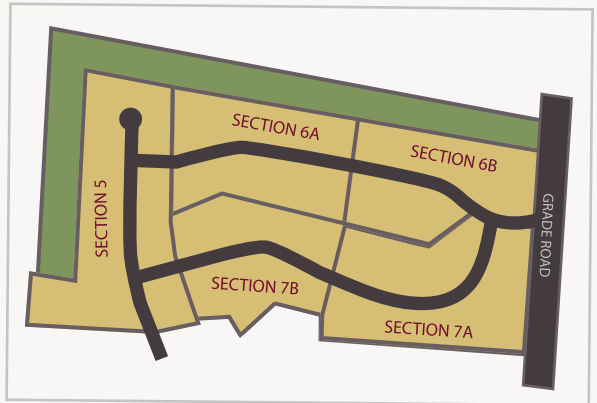 SECTION 6A
SECTION 6B
SECTION 5
GRADE ROAD
SECTION 7B
SECTION 7A